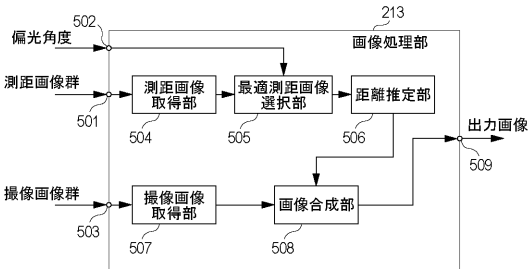 502
213
偏光角度
画像処理部
測距画像群
測距画像
取得部
最適測距画像
選択部
距離推定部
501
504
505
506
出力画像
509
撮像画像群
撮像画像
取得部
画像合成部
503
507
508